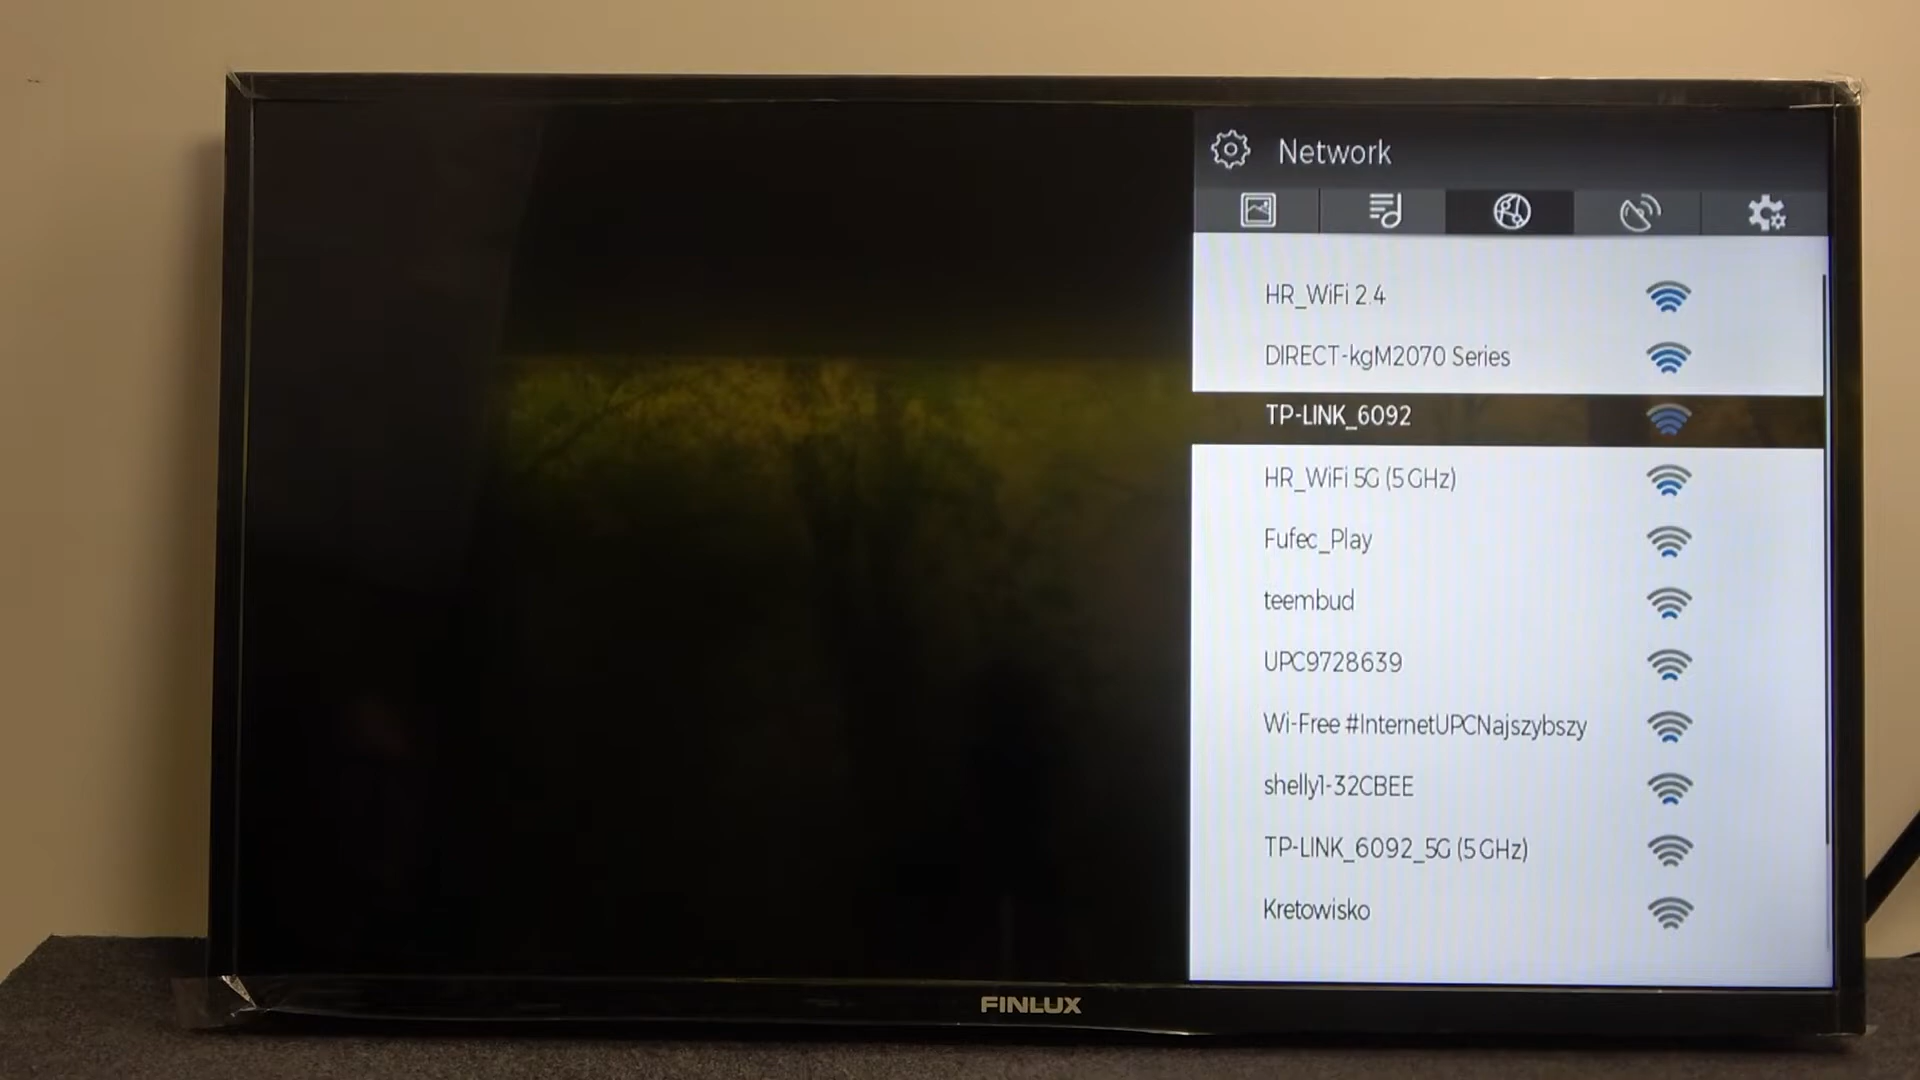 Network
HR_WiFi 2.4
DIRECT-kgM2070 Series
TP-LINK_6092
HR_WiFi 5G (5 GHz)
Fufec_Play
teembud
UPC9728639
Wi-Free #InternetUPCNajszybszy
shelly1-32CBEE
TP-LINK_6092_5G (5 GHz)
Kretowisko
FINLUX